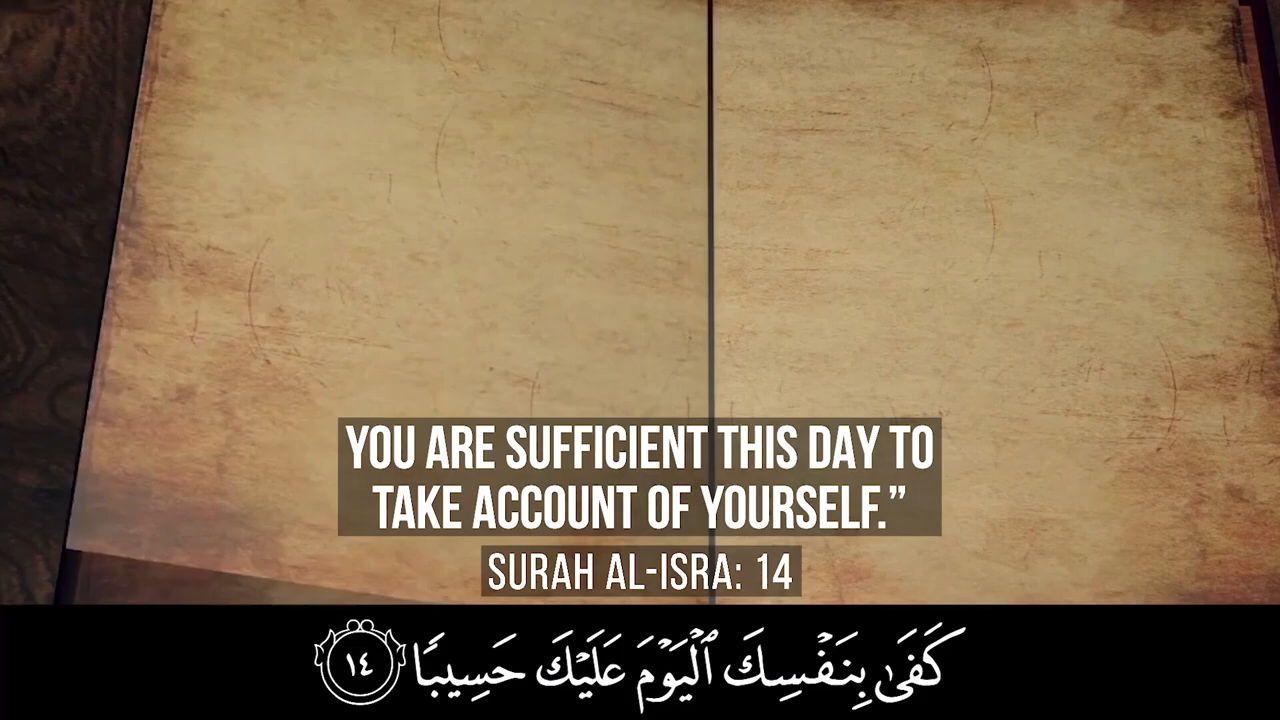 YOU ARE SUFFICIENT THIS DAY TO
TAKE ACCOUNT OF YOURSELF.”
SURAH AL-ISRA: 14
كَفَىٰ بِنَفْسِكَ ٱلْيَوْمَ عَلَيْكَ حَسِيبًا ١٤